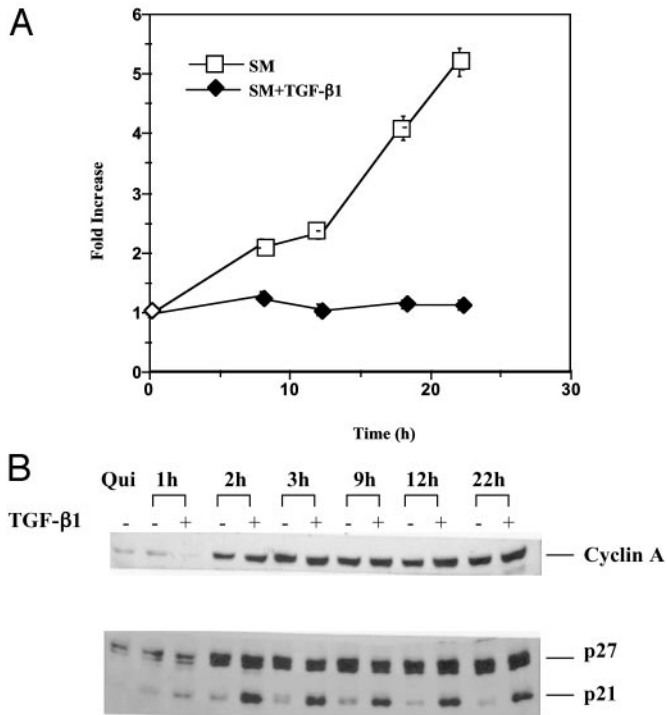 A
6
SM
SM+TGF-β1
5
4
3
2
1
0
Fold Increase
0 10 20 30
Time (h)
B
Qui 1h 2h 3h 9h 12h 22h
TGF-β1 - - + - + - + - + - + - +
Cyclin A
p27
p21